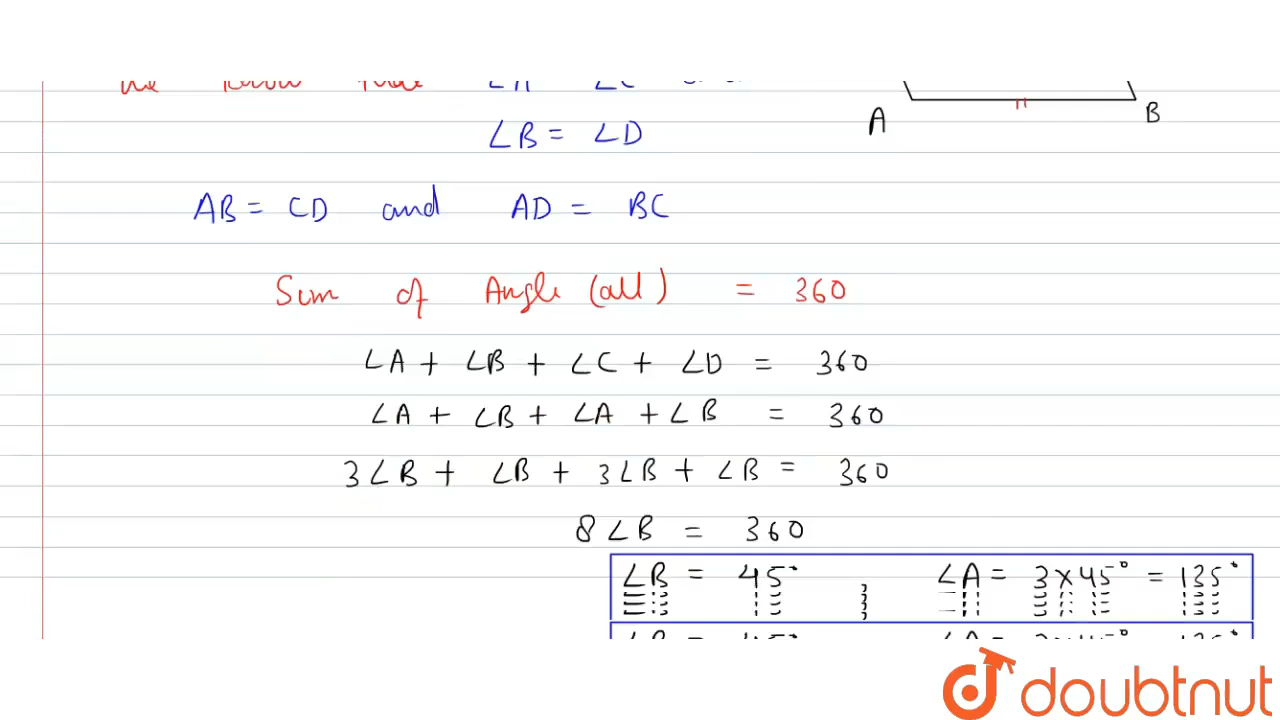 ∠A ∠C
A B
∠B = ∠D
AB = CD and AD = BC
Sum of Angle (all) = 360
∠A + ∠B + ∠C + ∠D = 360
∠A + ∠B + ∠A + ∠B = 360
3∠B + ∠B + 3∠B + ∠B = 360
8∠B = 360
∠B = 45° ∠A = 3×45° = 135°
doubtnut